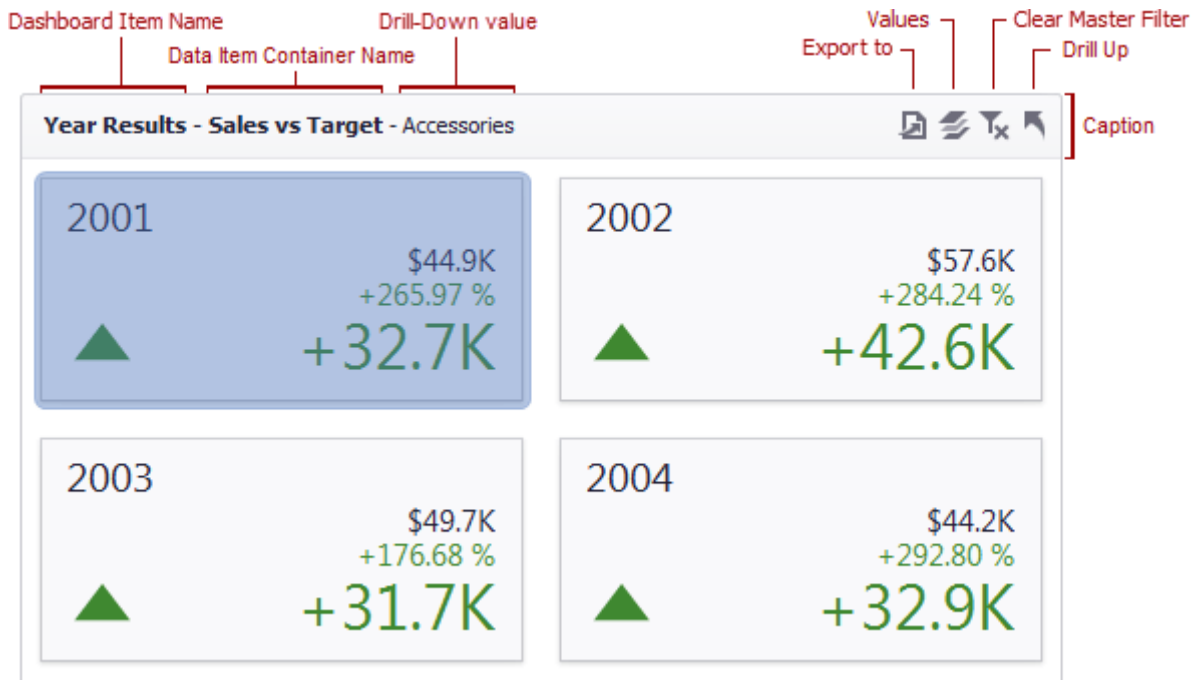 Dashboard Item Name
Drill-Down value
Values
Clear Master Filter
Data Item Container Name
Export to
Drill Up
Year Results - Sales vs Target - Accessories
Caption
2001
$44.9K
+265.97 %
+32.7K
2002
$57.6K
+284.24 %
+42.6K
2003
$49.7K
+176.68 %
+31.7K
2004
$44.2K
+292.80 %
+32.9K